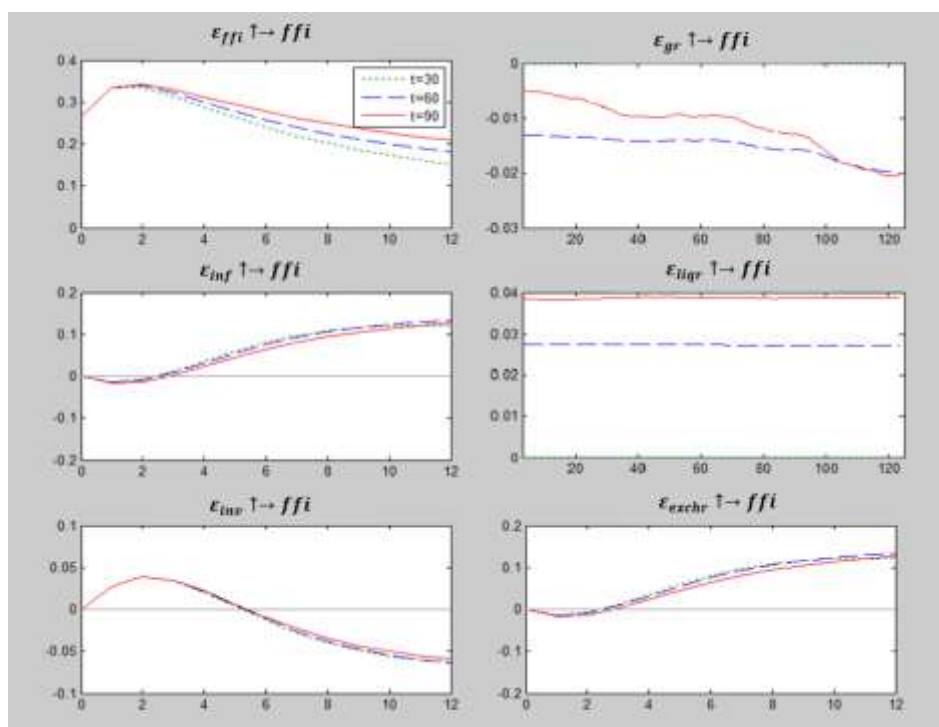 ε_ffi ↑→ ffi
0.4
0.3
0.2
0.1
0
t=30
t=60
t=90
0 2 4 6 8 10 12
ε_gr ↑→ ffi
0
-0.01
-0.02
-0.03
20 40 60 80 100 120
ε_inf ↑→ ffi
0.2
0.1
0
-0.1
-0.2
0 2 4 6 8 10 12
ε_liqr ↑→ ffi
0.04
0.03
0.02
0.01
0
20 40 60 80 100 120
ε_inv ↑→ ffi
0.1
0.05
0
-0.05
-0.1
0 2 4 6 8 10 12
ε_exchr ↑→ ffi
0.2
0.1
0
-0.1
-0.2
0 2 4 6 8 10 12